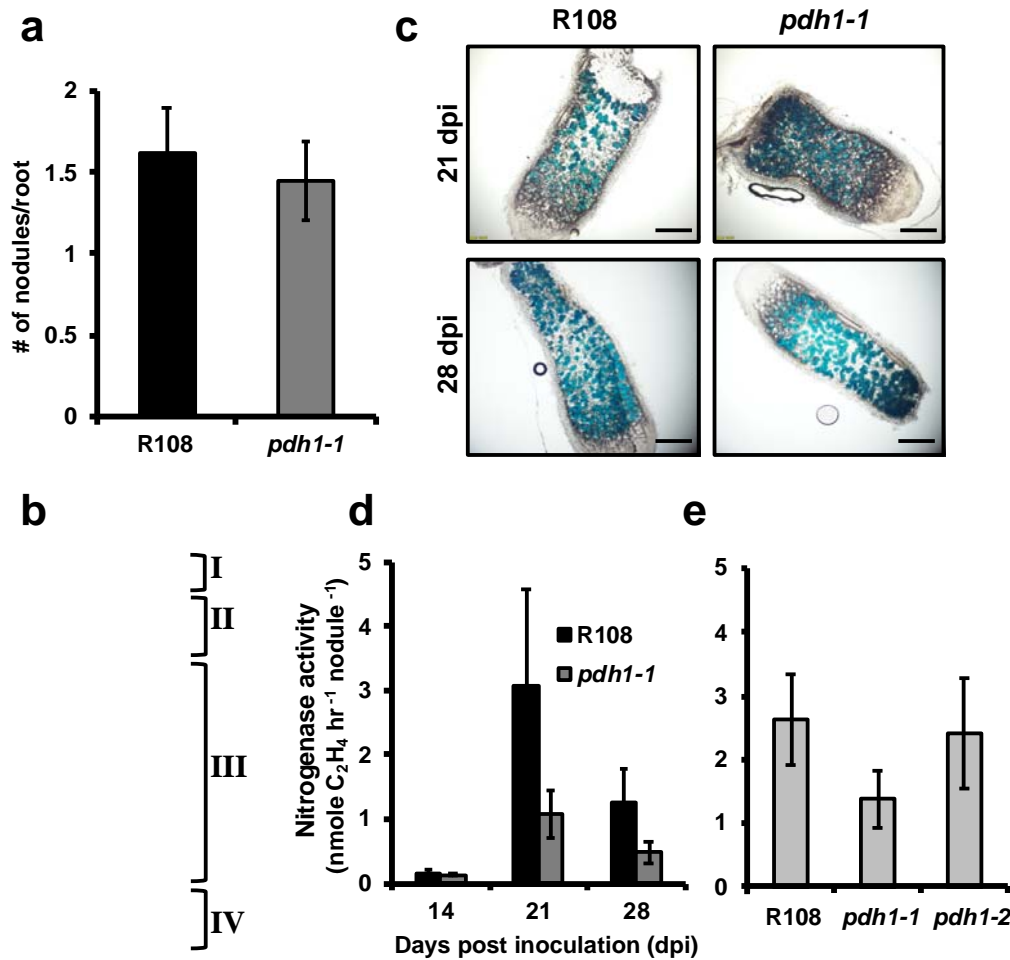 a
# of nodules/root
2
1.5
1
0.5
0
R108
pdh1-1
c
R108
pdh1-1
21 dpi
28 dpi
b
I
II
III
IV
d
Nitrogenase activity
(nmole C₂H₄ hr⁻¹ nodule⁻¹)
5
4
3
2
1
0
R108
pdh1-1
14
21
28
Days post inoculation (dpi)
e
5
4
3
2
1
0
R108
pdh1-1
pdh1-2